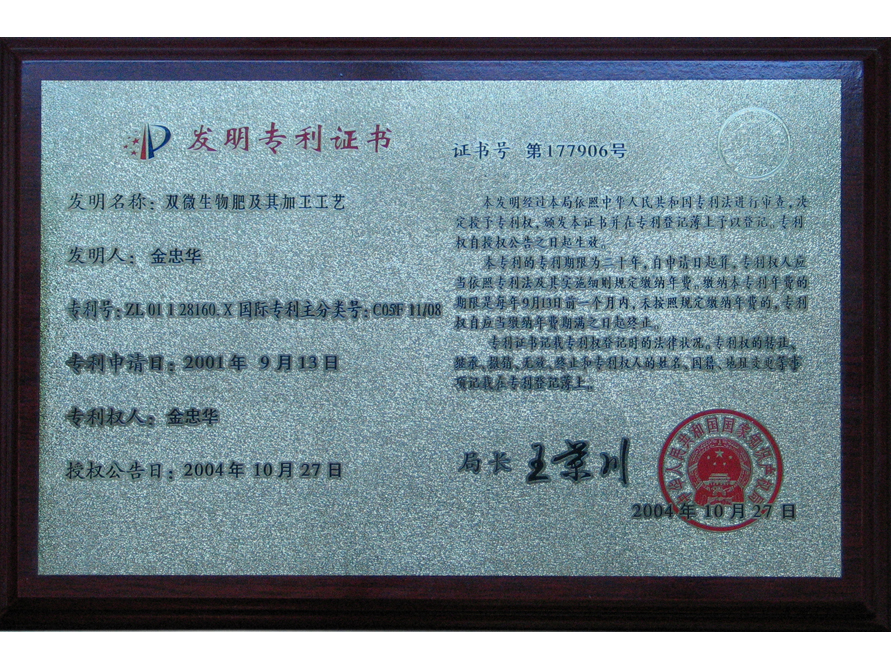 发明专利证书
发明名称：双微生物肥及其加工工艺
发明人：金忠华
专利号：ZL 01 1 28160.X 国际专利主分类号：C05F 11/08
专利申请日：2001年 9月13日
专利权人：金忠华
授权公告日：2004年10月27日
证书号 第177906号
本发明经过本局依照中华人民共和国专利法进行审查，决
定授予专利权，颁发本证书并在专利登记簿上予以登记。专利
权自授权公告之日起生效。
本专利的专利期限为二十年，自申请日起算。专利权人应
当依照专利法及其实施细则规定缴纳年费。缴纳本专利年费的
期限是每年9月13日前一个月内，未按照规定缴纳年费的，专利
权自应当缴纳年费期满之日起终止。
专利证书记载专利权登记时的法律状况。专利权的转让、
继承、撤销、无效、终止和专利权人的姓名、国籍、地址变更等事
项记载在专利登记簿上。
局长 王景川
中华人民共和国国家知识产权局
2004年10月27日